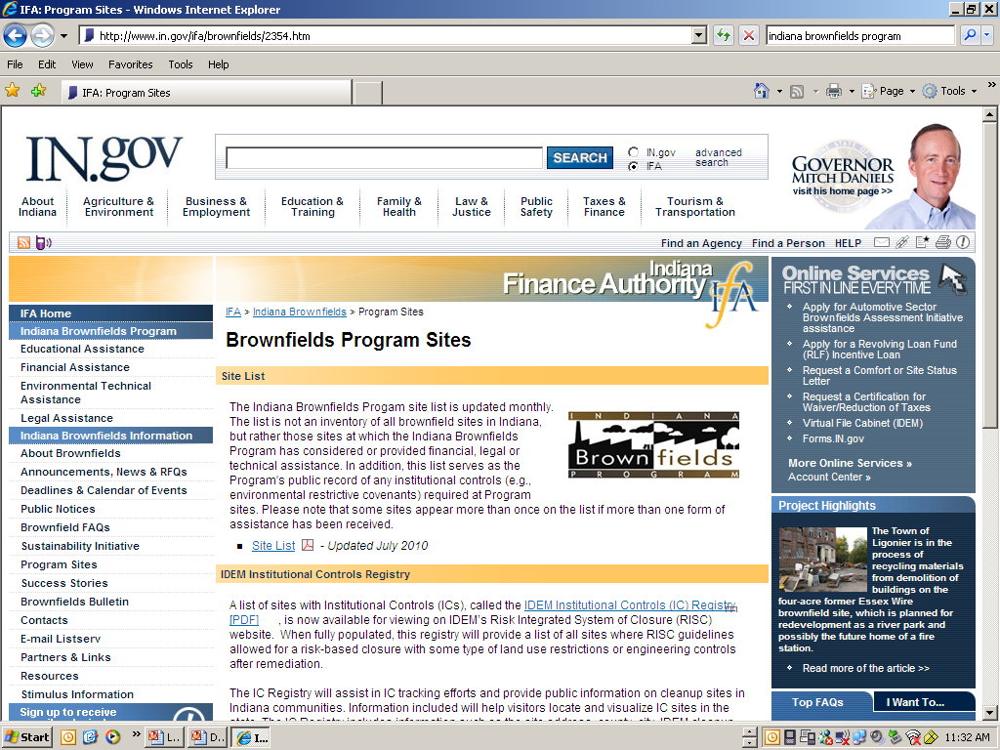 IFA: Program Sites - Windows Internet Explorer
http://www.in.gov/ifa/brownfields/2354.htm
indiana brownfields program
File Edit View Favorites Tools Help
IFA: Program Sites
Page Tools
IN.gov
SEARCH
IN.gov
IFA
advanced
search
GOVERNOR
MITCH DANIELS
visit his home page >>
About
Indiana
Agriculture &
Environment
Business &
Employment
Education &
Training
Family &
Health
Law &
Justice
Public
Safety
Taxes &
Finance
Tourism &
Transportation
Find an Agency Find a Person HELP
Indiana
Finance Authority
IFA
IFA Home
Indiana Brownfields Program
Educational Assistance
Financial Assistance
Environmental Technical
Assistance
Legal Assistance
Indiana Brownfields Information
About Brownfields
Announcements, News & RFQs
Deadlines & Calendar of Events
Public Notices
Brownfield FAQs
Sustainability Initiative
Program Sites
Success Stories
Brownfields Bulletin
Contacts
E-mail Listserv
Partners & Links
Resources
Stimulus Information
Sign up to receive
IFA > Indiana Brownfields > Program Sites
Brownfields Program Sites
Site List
The Indiana Brownfields Progam site list is updated monthly.
The list is not an inventory of all brownfield sites in Indiana,
but rather those sites at which the Indiana Brownfields
Program has considered or provided financial, legal or
technical assistance. In addition, this list serves as the
Program's public record of any institutional controls (e.g.,
environmental restrictive covenants) required at Program
sites. Please note that some sites appear more than once on the list if more than one form of
assistance has been received.
INDIANA
Brownfields
PROGRAM
Site List - Updated July 2010
IDEM Institutional Controls Registry
A list of sites with Institutional Controls (ICs), called the IDEM Institutional Controls (IC) Registry
[PDF] , is now available for viewing on IDEM's Risk Integrated System of Closure (RISC)
website. When fully populated, this registry will provide a list of all sites where RISC guidelines
allowed for a risk-based closure with some type of land use restrictions or engineering controls
after remediation.
The IC Registry will assist in IC tracking efforts and provide public information on cleanup sites in
Indiana communities. Information included will help visitors locate and visualize IC sites in the
state. The IC Registry includes information such as the site address, county, city, IDEM cleanup
Online Services
FIRST IN LINE EVERY TIME
Apply for Automotive Sector
Brownfields Assessment Initiative
assistance
Apply for a Revolving Loan Fund
(RLF) Incentive Loan
Request a Comfort or Site Status
Letter
Request a Certification for
Waiver/Reduction of Taxes
Virtual File Cabinet (IDEM)
Forms.IN.gov
More Online Services »
Account Center »
Project Highlights
The Town of
Ligonier is in the
process of
recycling materials
from demolition of
buildings on the
four-acre former Essex Wire
brownfield site, which is planned for
redevelopment as a river park and
possibly the future home of a fire
station.
Read more of the article >>
Top FAQs I Want To...
Start L... D... I... 11:32 AM